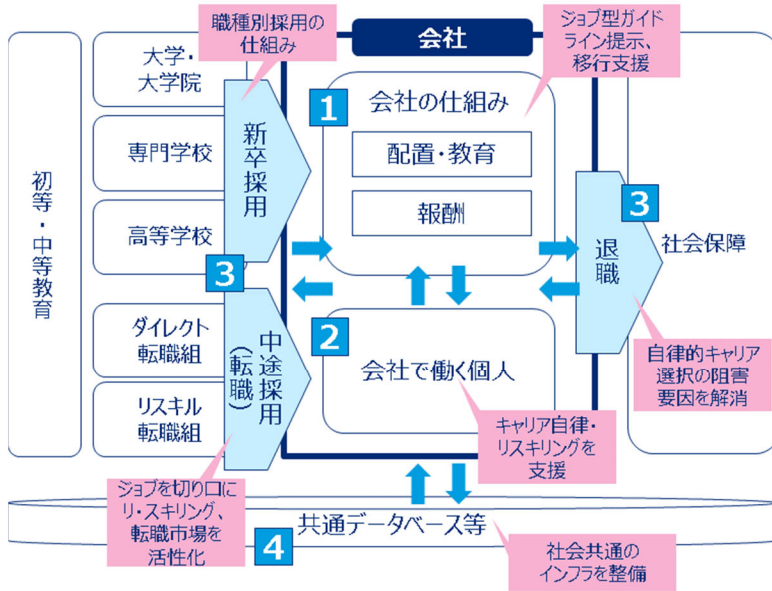 職種別採用の
仕組み
会社
ジョブ型ガイド
ライン提示、
移行支援
大学・
大学院
専門学校
高等学校
初等・中等教育
新卒採用
1
会社の仕組み
配置・教育
報酬
3
退職
社会保障
3
ダイレクト
転職組
リスキル
転職組
中途採用
(転職)
2
会社で働く個人
自律的キャリア
選択の阻害
要因を解消
キャリア自律・
リスキリングを
支援
ジョブを切り口に
リ・スキリング、
転職市場を
活性化
4
共通データベース等
社会共通の
インフラを整備